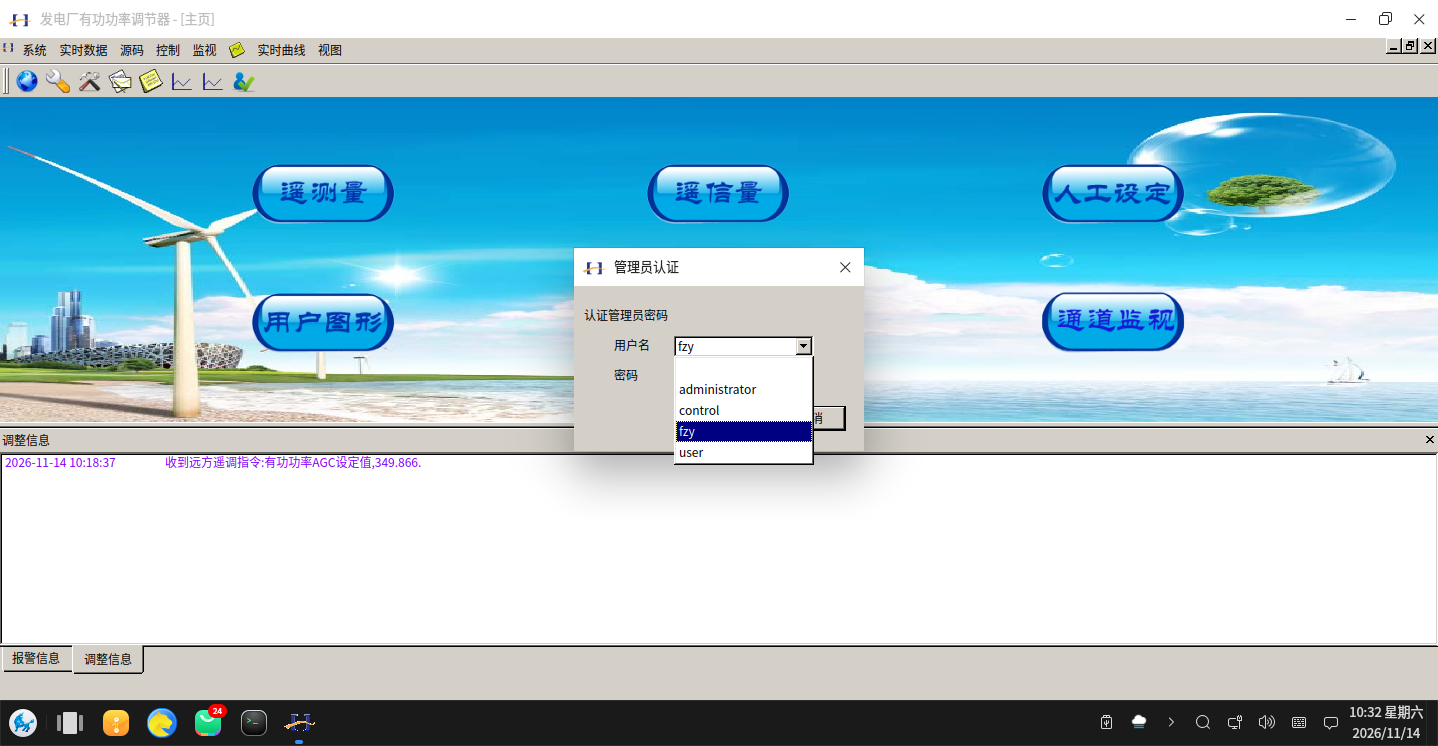 发电厂有功功率调节器 - [主页]
系统 实时数据 源码 控制 监视 实时曲线 视图
遥测量 遥信量 人工设定
用户图形 通道监视
管理员认证
认证管理员密码
用户名 fzy
密码
administrator
control
fzy
user
消
调整信息
2026-11-14 10:18:37 收到远方遥调指令:有功功率AGC设定值,349.866.
报警信息 调整信息
24
10:32 星期六
2026/11/14